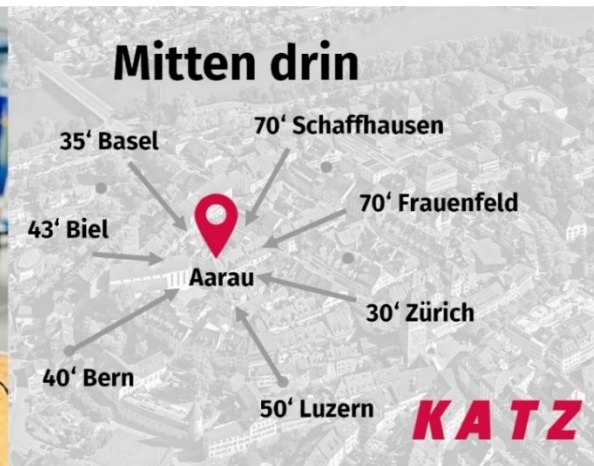 Mitten drin
35‘ Basel
70‘ Schaffhausen
43‘ Biel
70‘ Frauenfeld
Aarau
30‘ Zürich
40‘ Bern
50‘ Luzern
KATZ